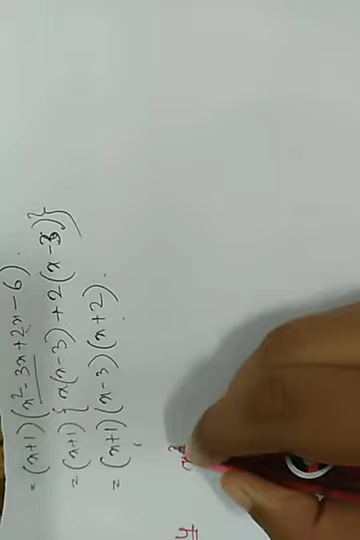 = (x+1) (x² - 3x + 2x - 6).
= (x+1) { x(x-3) + 2(x-3)}
= (x+1) (x-3) (x+2).